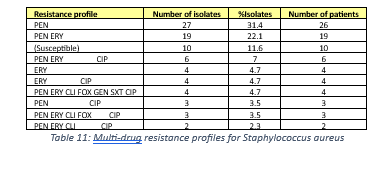 Resistance profile Number of isolates %Isolates Number of patients
PEN 27 31.4 26
PEN ERY 19 22.1 19
(Susceptible) 10 11.6 10
PEN ERY CIP 6 7 6
ERY 4 4.7 4
ERY CIP 4 4.7 4
PEN ERY CLI FOX GEN SXT CIP 4 4.7 4
PEN CIP 3 3.5 3
PEN ERY CLI FOX CIP 3 3.5 3
PEN ERY CLI CIP 2 2.3 2
Table 11: Multi-drug resistance profiles for Staphylococcus aureus